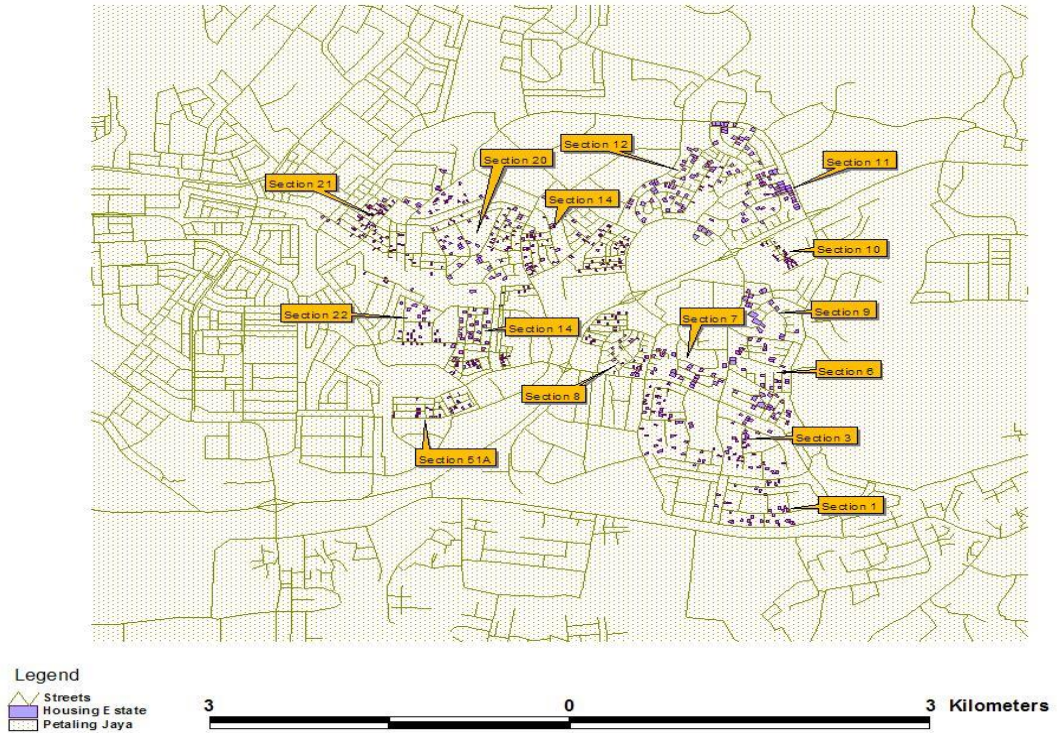 Section 12
Section 20
Section 11
Section 21
Section 14
Section 10
Section 9
Section 22
Section 7
Section 14
Section 6
Section 8
Section 3
Section 51A
Section 1
Legend
Streets
Housing Estate
Petaling Jaya
3 0 3 Kilometers